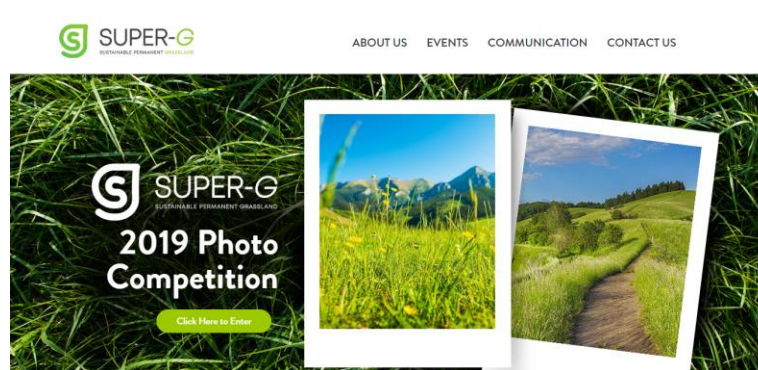 SUPER-G
SUSTAINABLE PERMANENT GRASSLAND
ABOUT US EVENTS COMMUNICATION CONTACT US
SUPER-G
SUSTAINABLE PERMANENT GRASSLAND
2019 Photo
Competition
Click Here to Enter